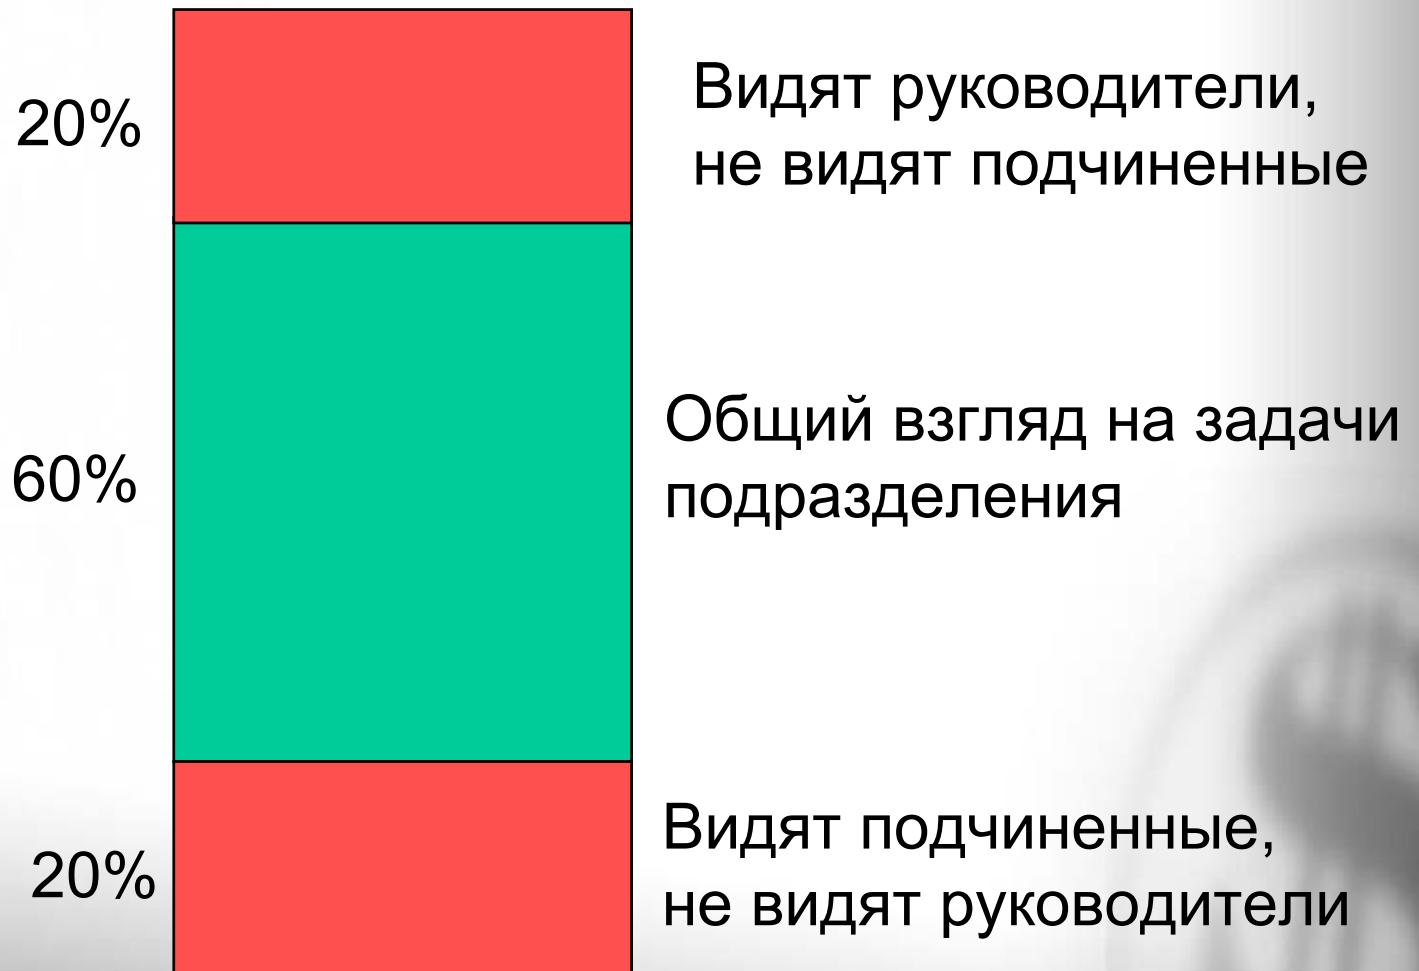 20%
Видят руководители,
не видят подчиненные
60%
Общий взгляд на задачи
подразделения
20%
Видят подчиненные,
не видят руководители